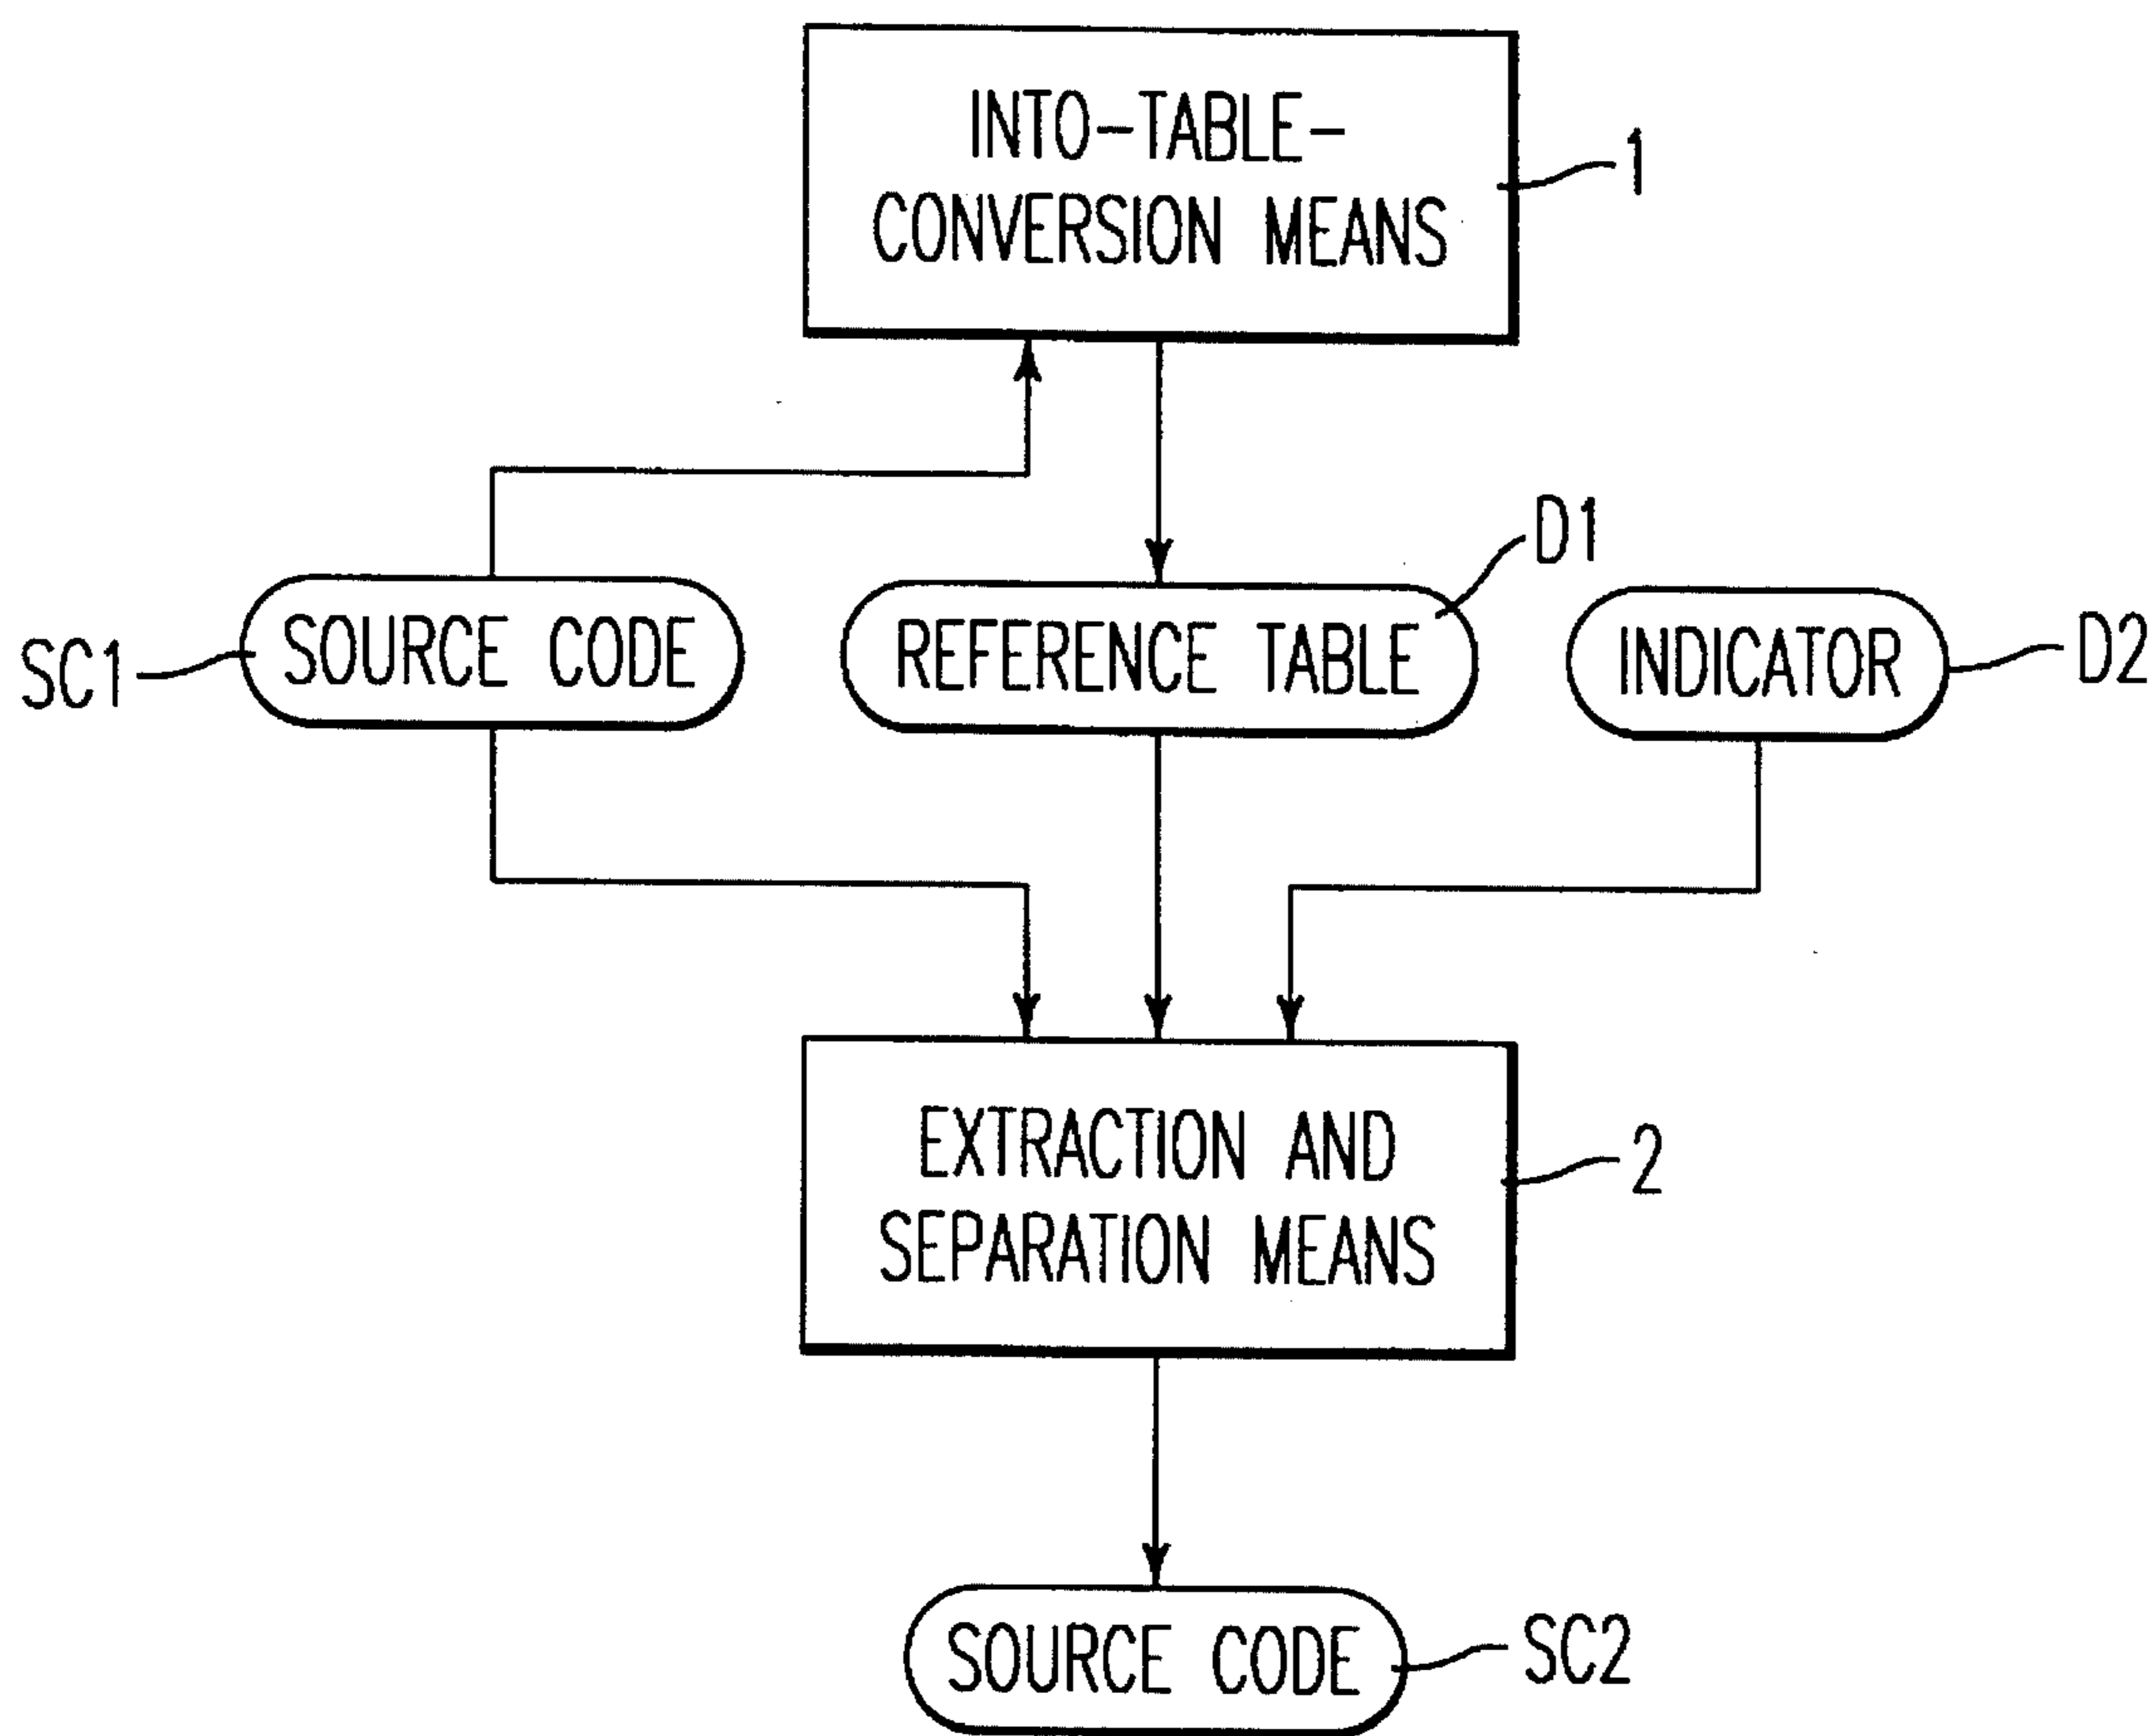 INTO-TABLE-
CONVERSION MEANS
1
D1
SC1
SOURCE CODE
REFERENCE TABLE
INDICATOR
D2
EXTRACTION AND
SEPARATION MEANS
2
SOURCE CODE
SC2